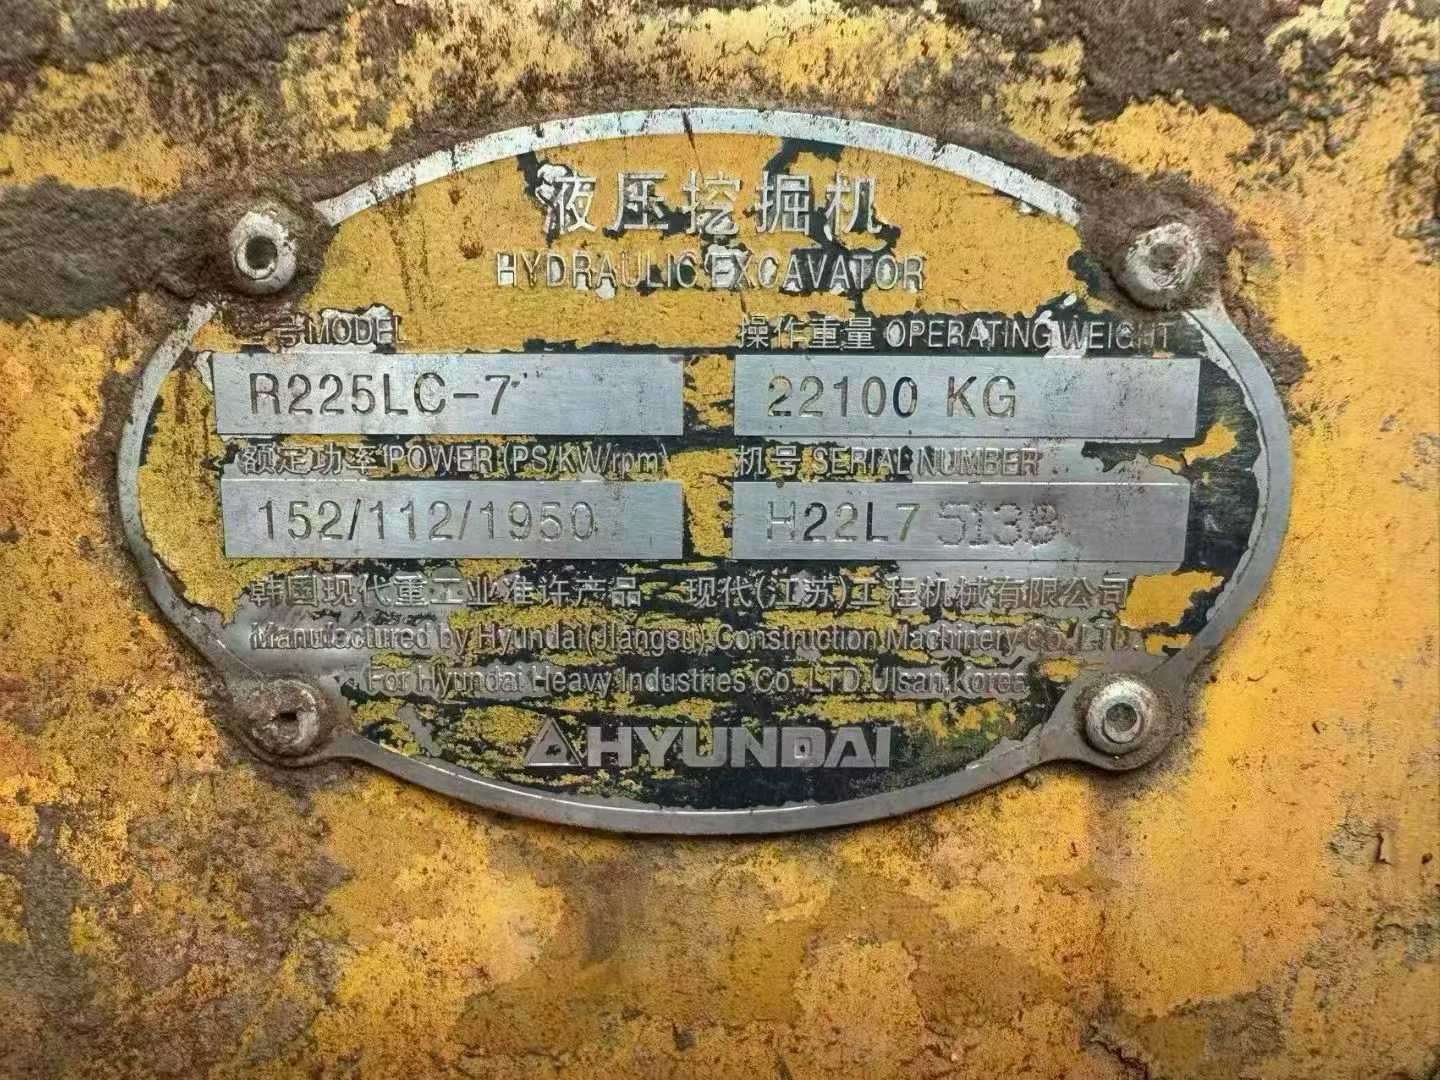 液压挖掘机
HYDRAULIC EXCAVATOR
号MODEL
操作重量 OPERATING WEIGHT
R225LC-7
22100 KG
额定功率 POWER (PS/KW/rpm)
机号 SERIAL NUMBER
152/112/1950
H22L7 5138
韩国现代重工业准许产品 现代(江苏)工程机械有限公司
Manufactured by Hyundai(Jiangsu) Construction Machinery Co.,LTD.
For Hyundai Heavy Industries Co.,LTD.Ulsan,Korea
HYUNDAI